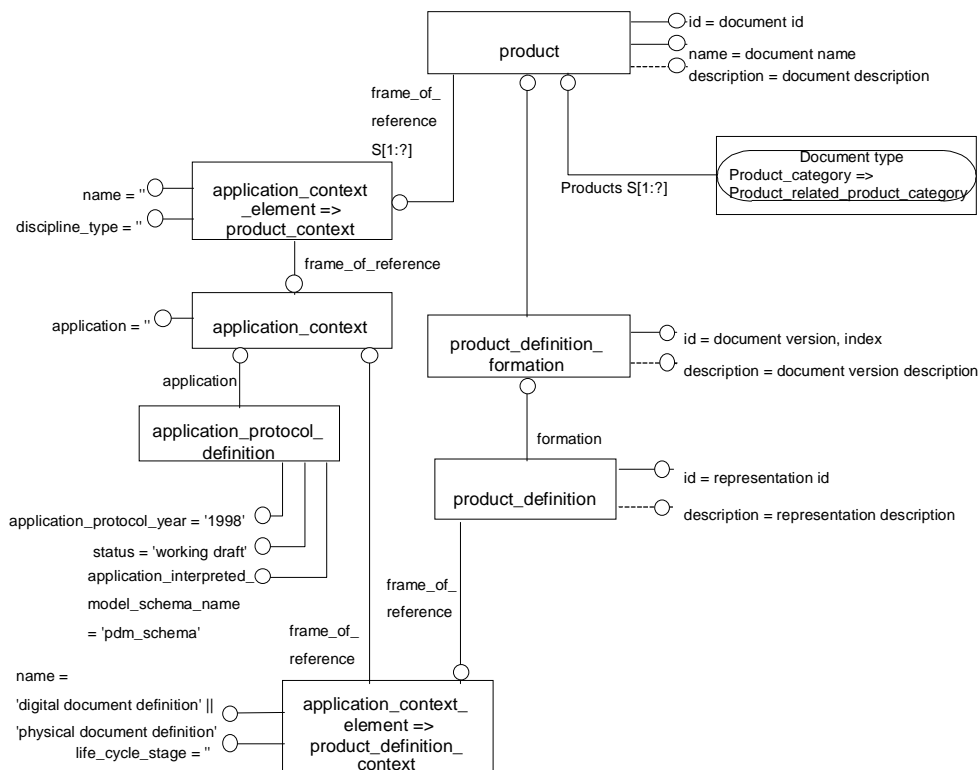 product
id = document id
name = document name
description = document description
frame_of_
reference
S[1:?]
Document type
Product_category =>
Product_related_product_category
Products S[1:?]
name = ''
discipline_type = ''
application_context
_element =>
product_context
frame_of_reference
application = ''
application_context
product_definition_
formation
id = document version, index
description = document version description
application
application_protocol_
definition
formation
product_definition
id = representation id
description = representation description
application_protocol_year = '1998'
status = 'working draft'
application_interpreted_
model_schema_name
= 'pdm_schema'
frame_of_
reference
frame_of_
reference
name =
'digital document definition' ||
'physical document definition'
life_cycle_stage = ''
application_context_
element =>
product_definition_
context